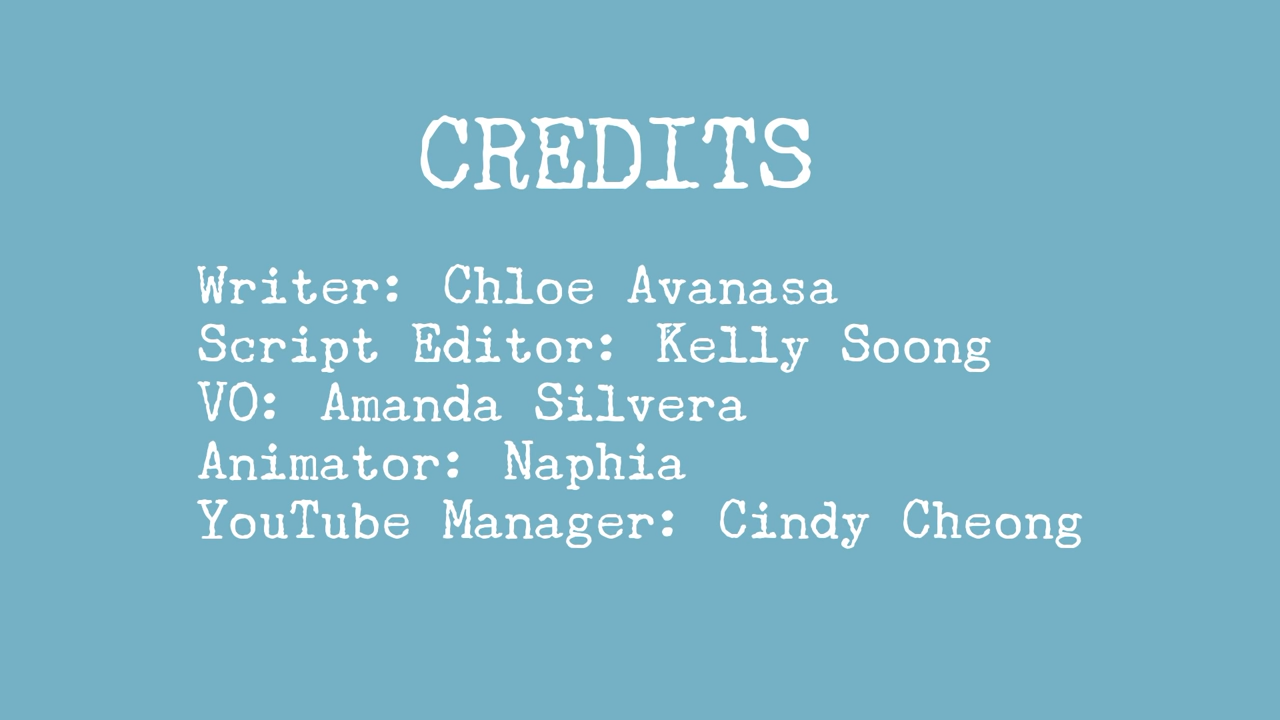 CREDITS
Writer: Chloe Avanasa
Script Editor: Kelly Soong
VO: Amanda Silvera
Animator: Naphia
YouTube Manager: Cindy Cheong